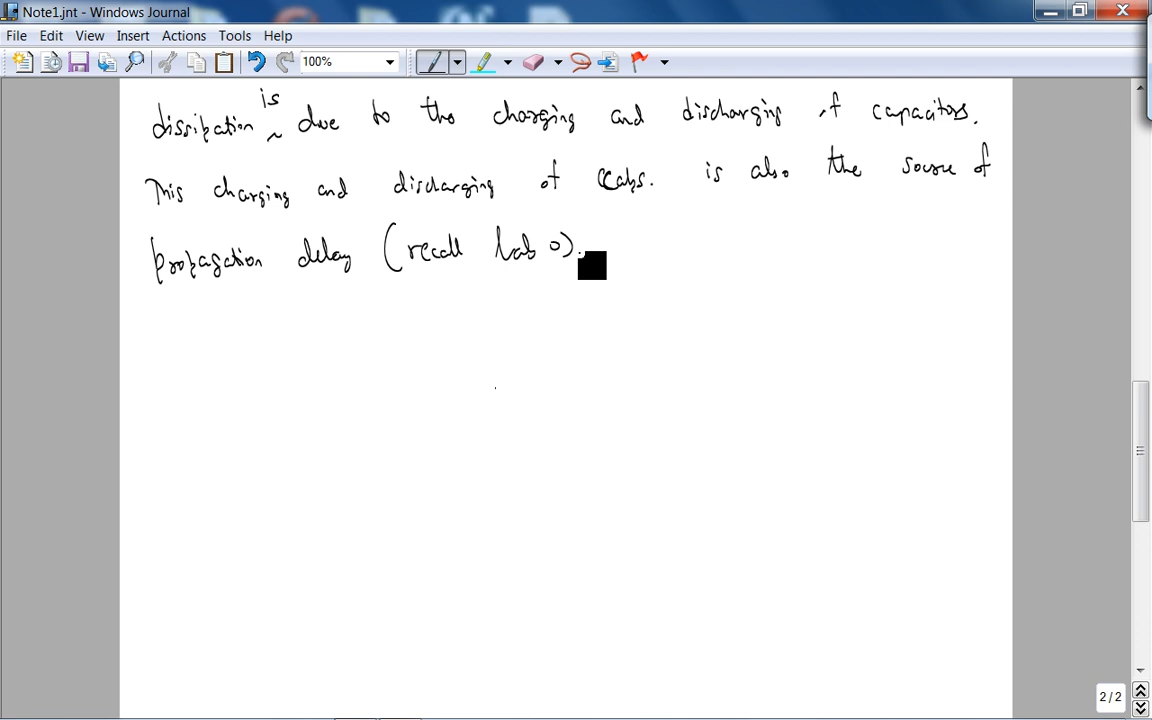 Note1.jnt - Windows Journal
File Edit View Insert Actions Tools Help
100%
dissipation is due to the charging and discharging of capacitors.
This charging and discharging of caps. is also the source of
propagation delay (recall Lab 0).
2 / 2